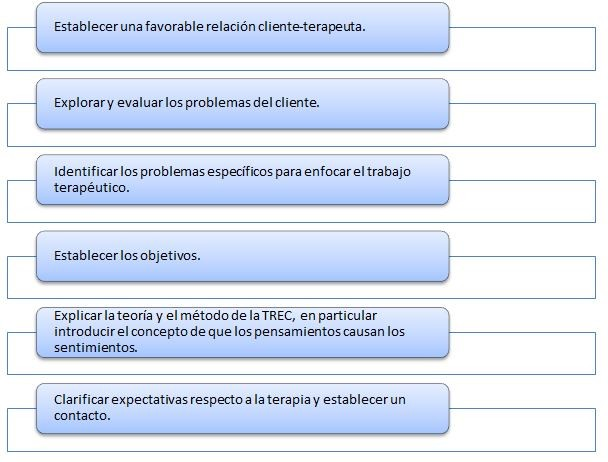 Establecer una favorable relación cliente-terapeuta.
Explorar y evaluar los problemas del cliente.
Identificar los problemas específicos para enfocar el trabajo
terapéutico.
Establecer los objetivos.
Explicar la teoría y el método de la TREC, en particular
introducir el concepto de que los pensamientos causan los
sentimientos.
Clarificar expectativas respecto a la terapia y establecer un
contacto.